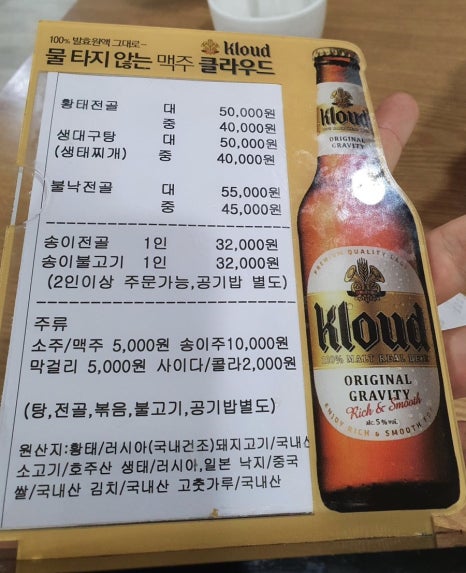 100% 발효원액 그대로~
물 타지 않는 맥주 클라우드
Kloud
황태전골 대 50,000원
중 40,000원
생대구탕 대 50,000원
(생태찌개) 중 40,000원
불낙전골 대 55,000원
중 45,000원
송이전골 1인 32,000원
송이불고기 1인 32,000원
(2인이상 주문가능,공기밥 별도)
주류
소주/맥주 5,000원 송이주10,000원
막걸리 5,000원 사이다/콜라2,000원
(탕,전골,볶음,불고기,공기밥별도)
원산지:황태/러시아(국내건조)돼지고기/국내산
소고기/호주산 생태/러시아,일본 낙지/중국
쌀/국내산 김치/국내산 고춧가루/국내산
Kloud
ORIGINAL
GRAVITY
PREMIUM QUALITY LAGER
Kloud
100% MALT REAL BEER
ORIGINAL
GRAVITY
Rich & Smooth
alc. 5% vol.
ENJOY RICH & SMOOTH